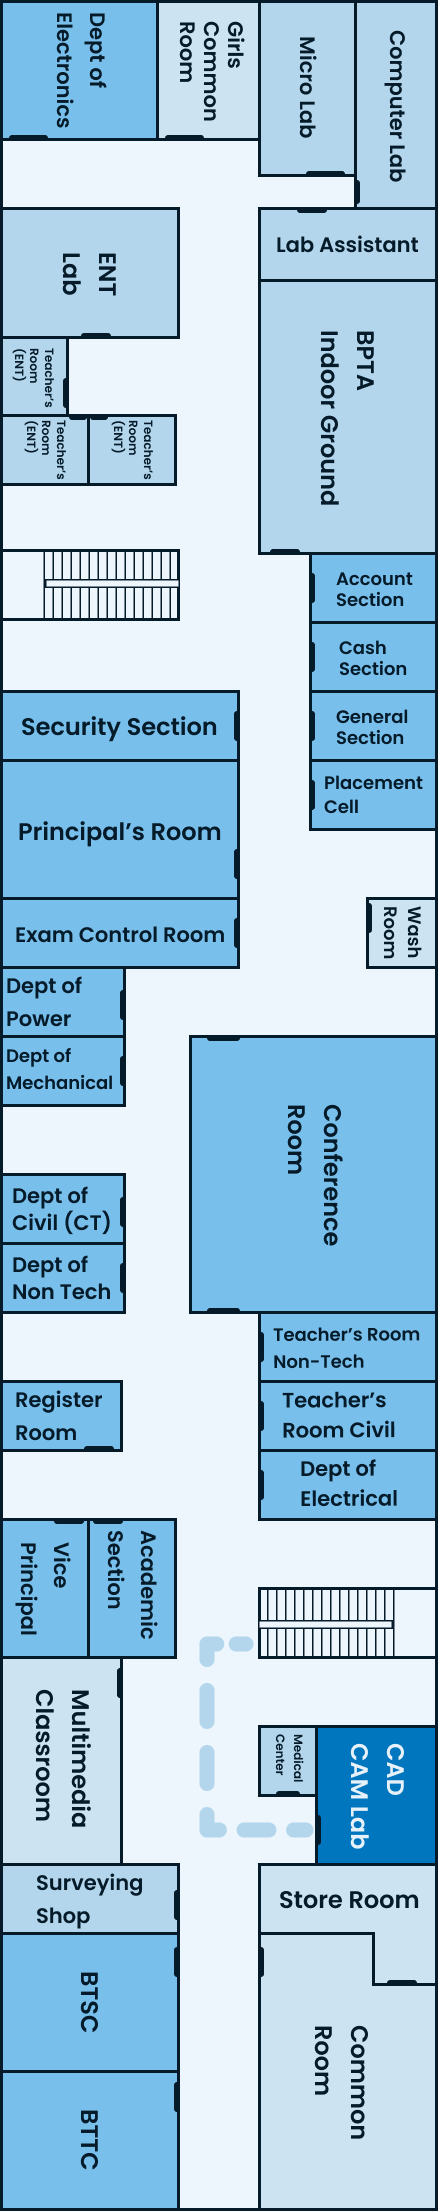 Dept of
Electronics
Girls
Common
Room
Micro Lab
Computer Lab
ENT
Lab
Lab Assistant
BPTA
Indoor Ground
Teacher's
Room
(ENT)
Teacher's
Room
(ENT)
Teacher's
Room
(ENT)
Account
Section
Cash
Section
General
Section
Placement
Cell
Security Section
Principal's Room
Exam Control Room
Wash
Room
Dept of
Power
Dept of
Mechanical
Conference
Room
Dept of
Civil (CT)
Dept of
Non Tech
Teacher's Room
Non-Tech
Register
Room
Teacher's
Room Civil
Dept of
Electrical
Vice
Principal
Academic
Section
Multimedia
Classroom
Medical
Center
CAD
CAM Lab
Surveying
Shop
Store Room
BTSC
Common
Room
BTTC